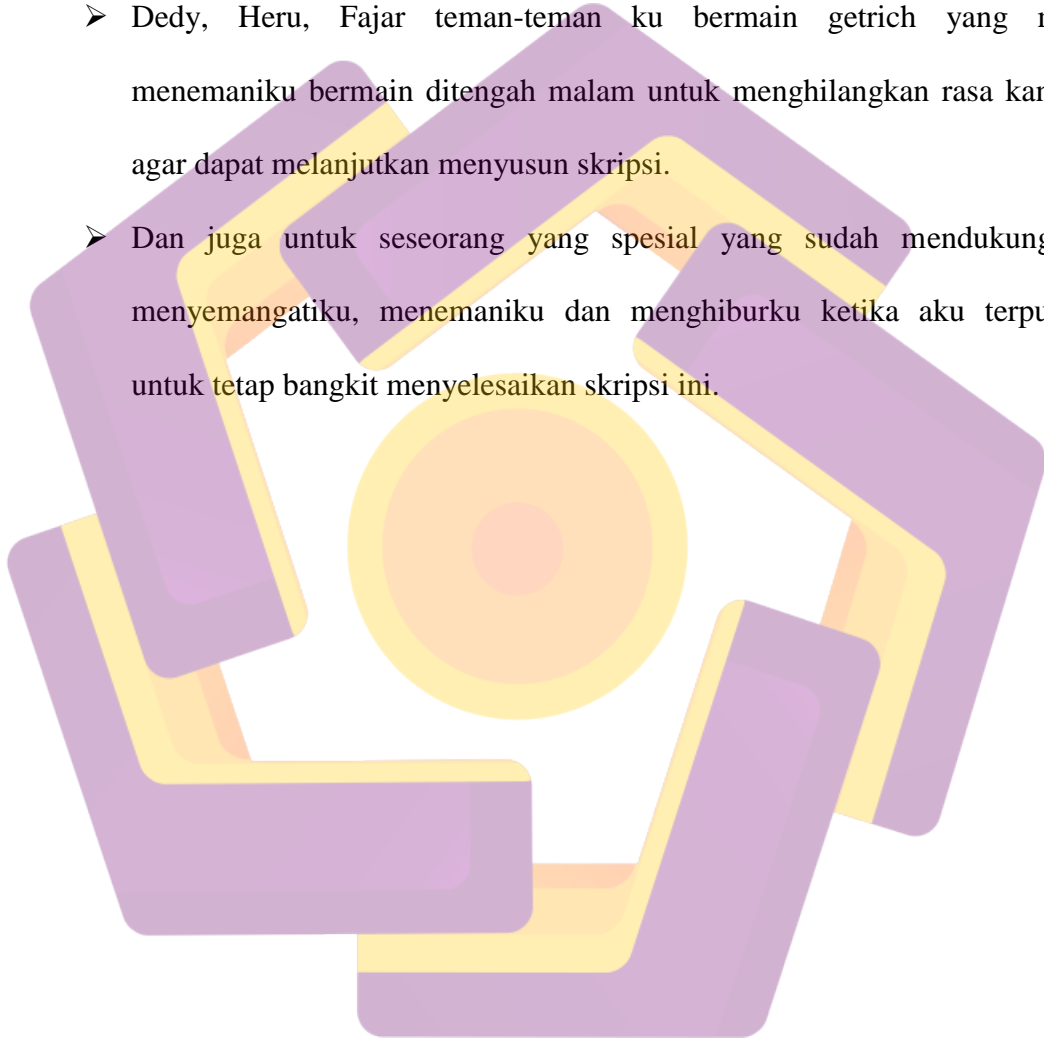 ➢ Dedy, Heru, Fajar teman-teman ku bermain getrich yang
menemaniku bermain ditengah malam untuk menghilangkan rasa
agar dapat melanjutkan menyusun skripsi.
➢ Dan juga untuk seseorang yang spesial yang sudah mendukung
menyemangatiku, menemaniku dan menghiburku ketika aku
untuk tetap bangkit menyelesaikan skripsi ini.